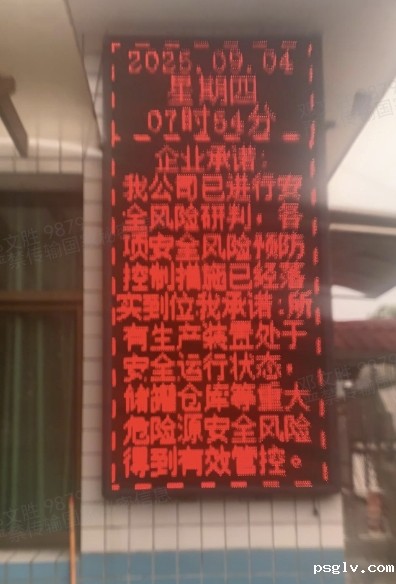 2025.09.04
星期四
07时54分
企业承诺:
我公司已进行安
全风险研判,各
项安全风险预防
控制措施已经落
实到位我承诺:所
有生产装置处于
安全运行状态,
储罐仓库等重大
危险源安全风险
得到有效管控。
psglv.com